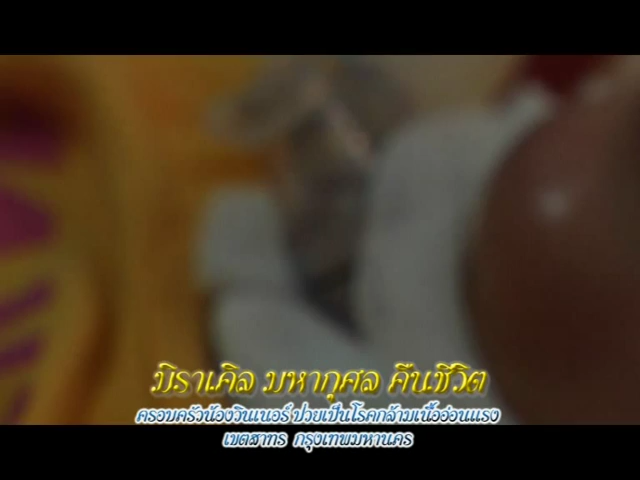 มิราเคิล มหากุศล คืนชีวิต
ครอบครัวน้องวินเนอร์ ป่วยเป็นโรคกล้ามเนื้ออ่อนแรง
เขตสาทร กรุงเทพมหานคร